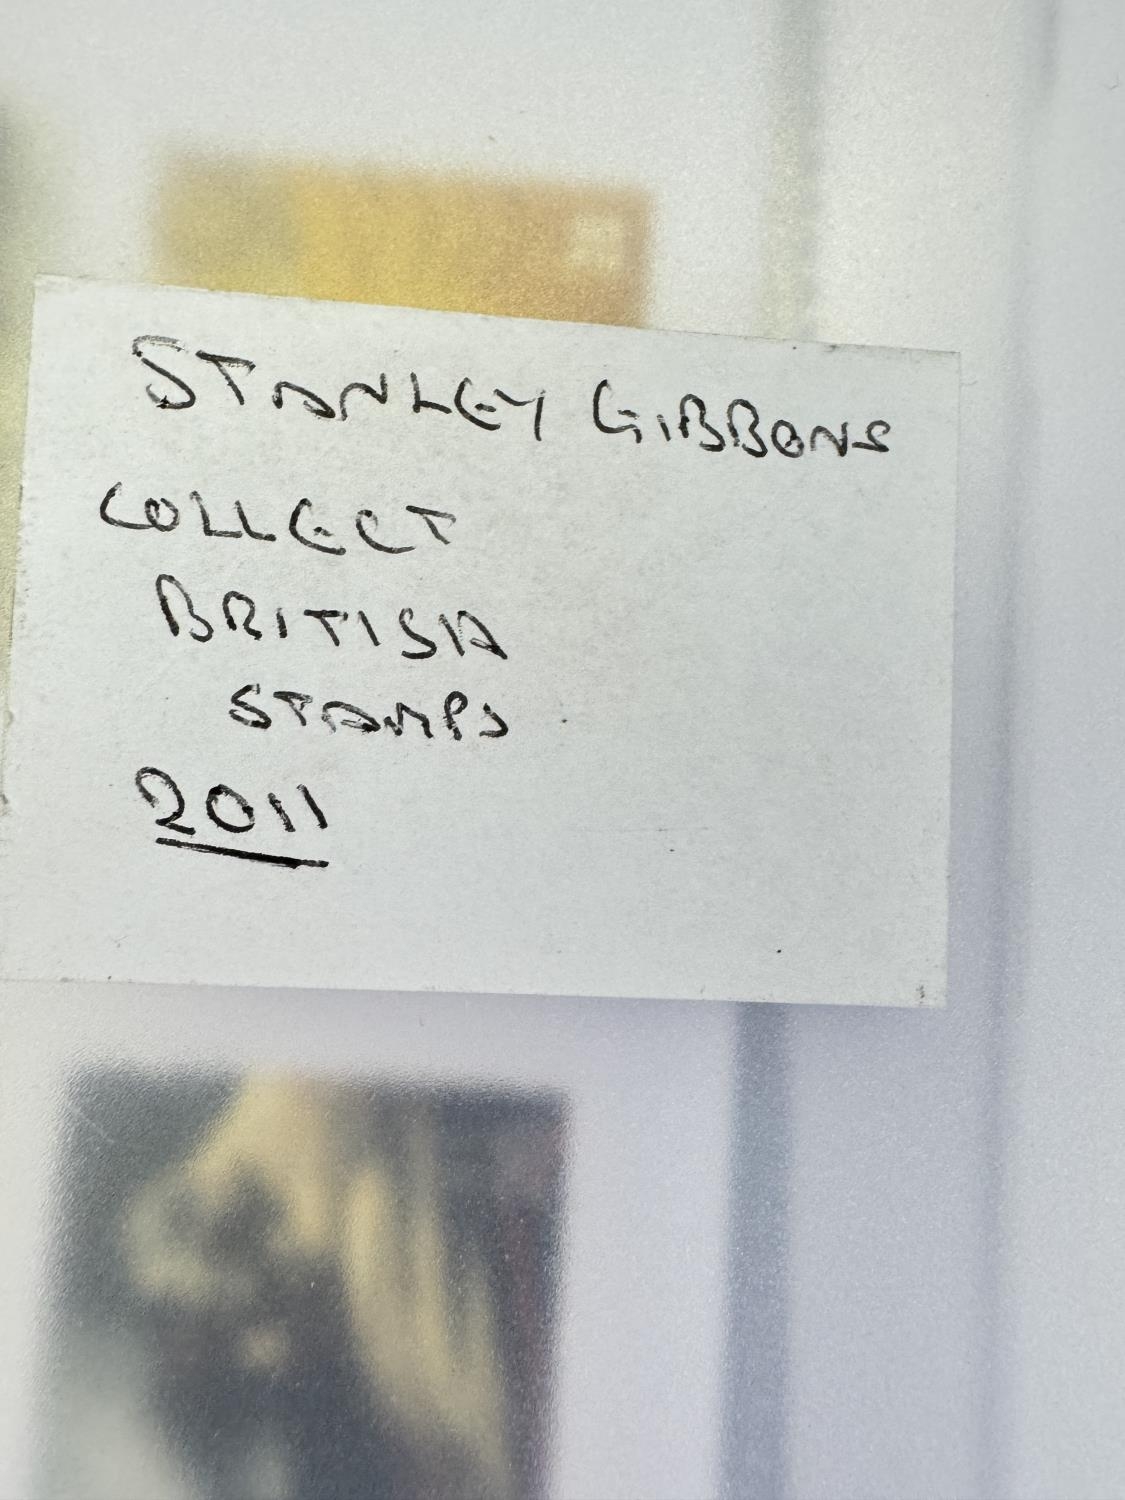 STANLEY GIBBONS
COLLECT
BRITISH
STAMPS
2011